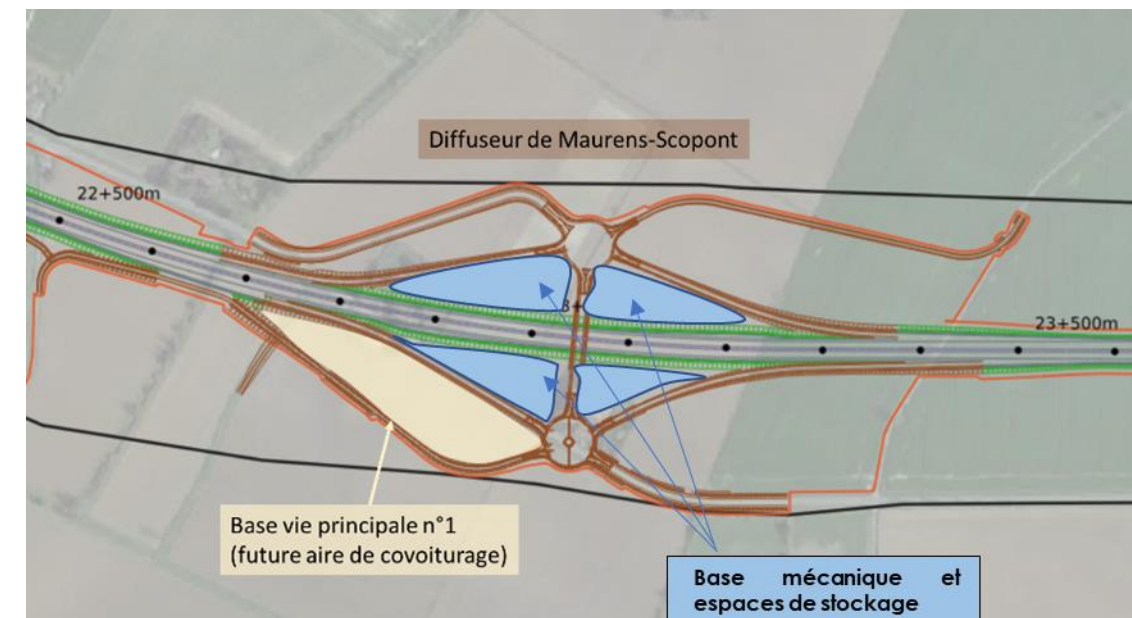 Diffuseur de Maurens-Scopont
22+500m
23+500m
Base vie principale n°1
(future aire de covoiturage)
Base mécanique et
espaces de stockage